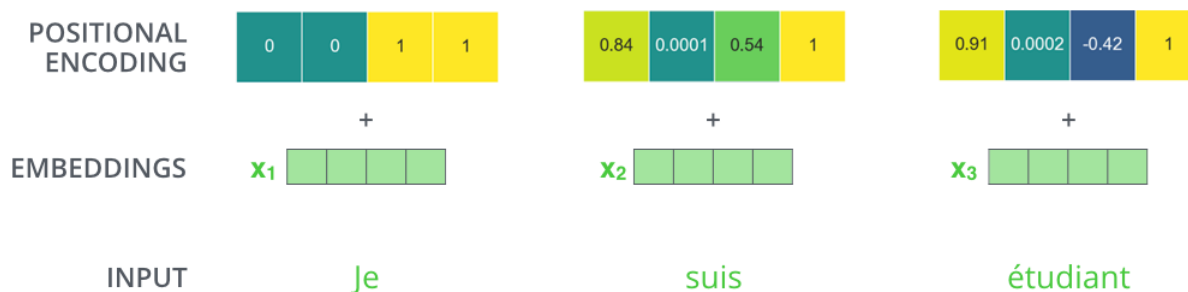 POSITIONAL
ENCODING
0 0 1 1
0.84 0.0001 0.54 1
0.91 0.0002 -0.42 1
+ + +
EMBEDDINGS
x1 x2 x3
INPUT
Je suis étudiant